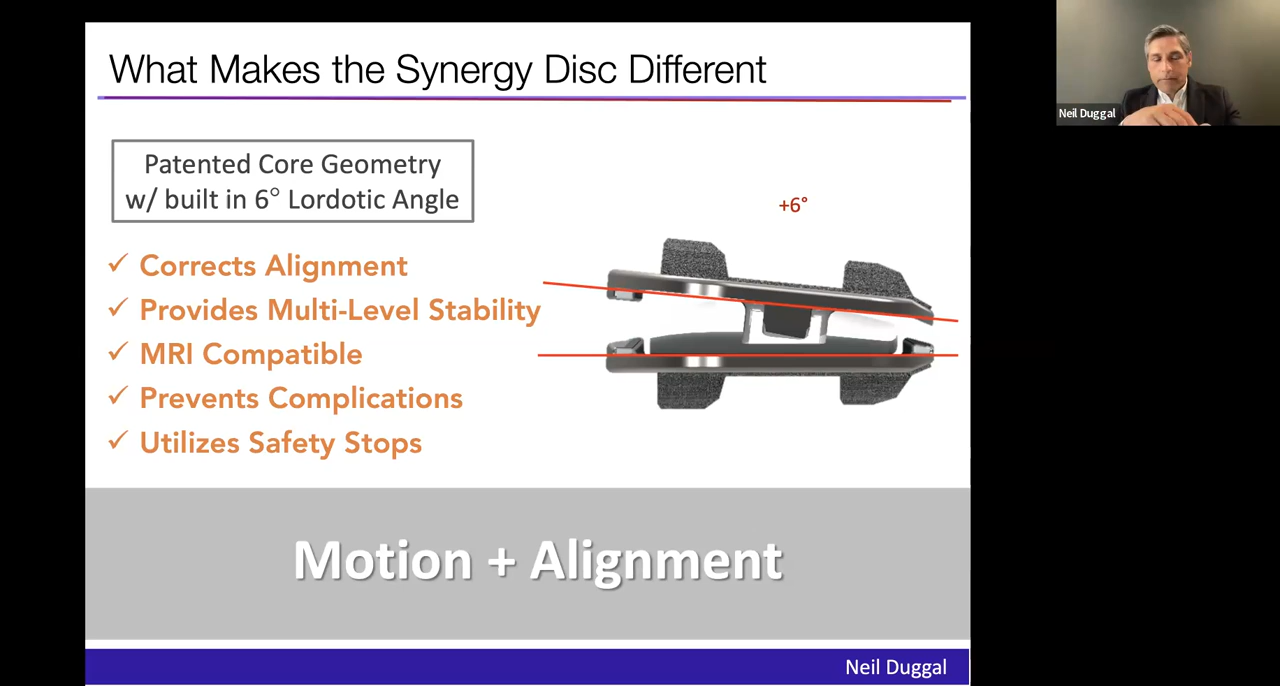 What Makes the Synergy Disc Different
Neil Duggal
Patented Core Geometry
w/ built in 6° Lordotic Angle
+6°
✓ Corrects Alignment
✓ Provides Multi-Level Stability
✓ MRI Compatible
✓ Prevents Complications
✓ Utilizes Safety Stops
Motion + Alignment
Neil Duggal